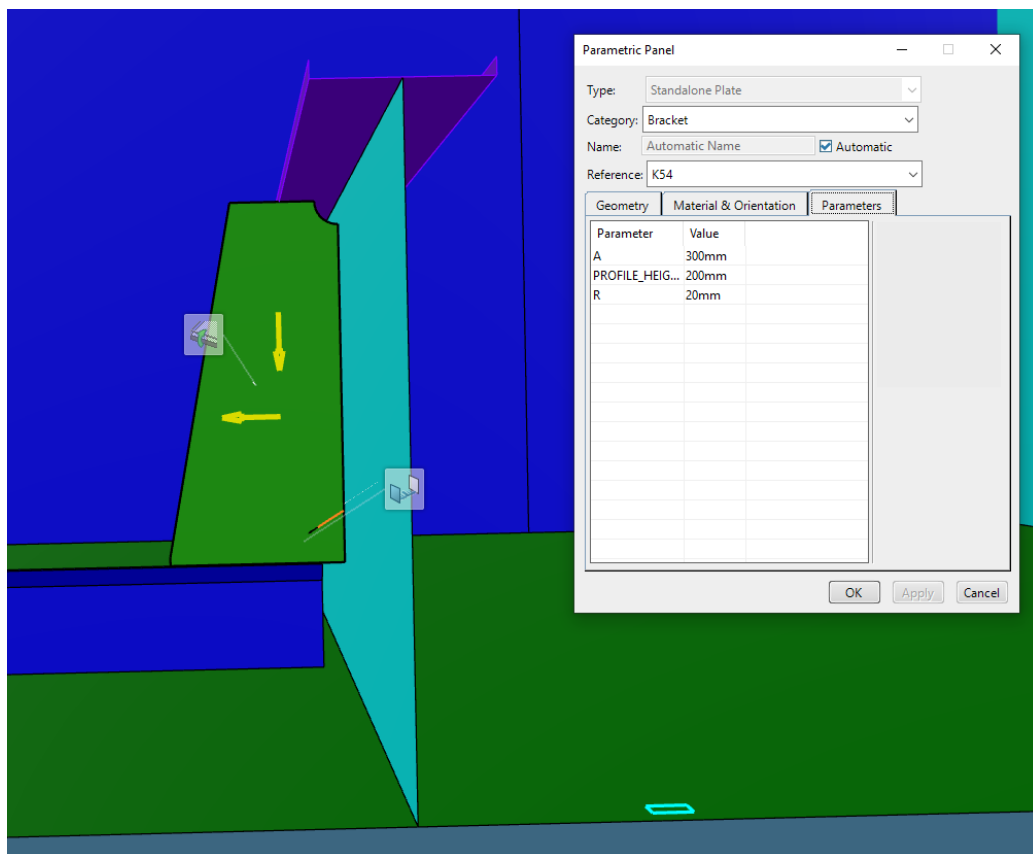 Parametric Panel
Type: Standalone Plate
Category: Bracket
Name: Automatic Name Automatic
Reference: K54
Geometry Material & Orientation Parameters
Parameter Value
A 300mm
PROFILE_HEIG... 200mm
R 20mm
OK Apply Cancel